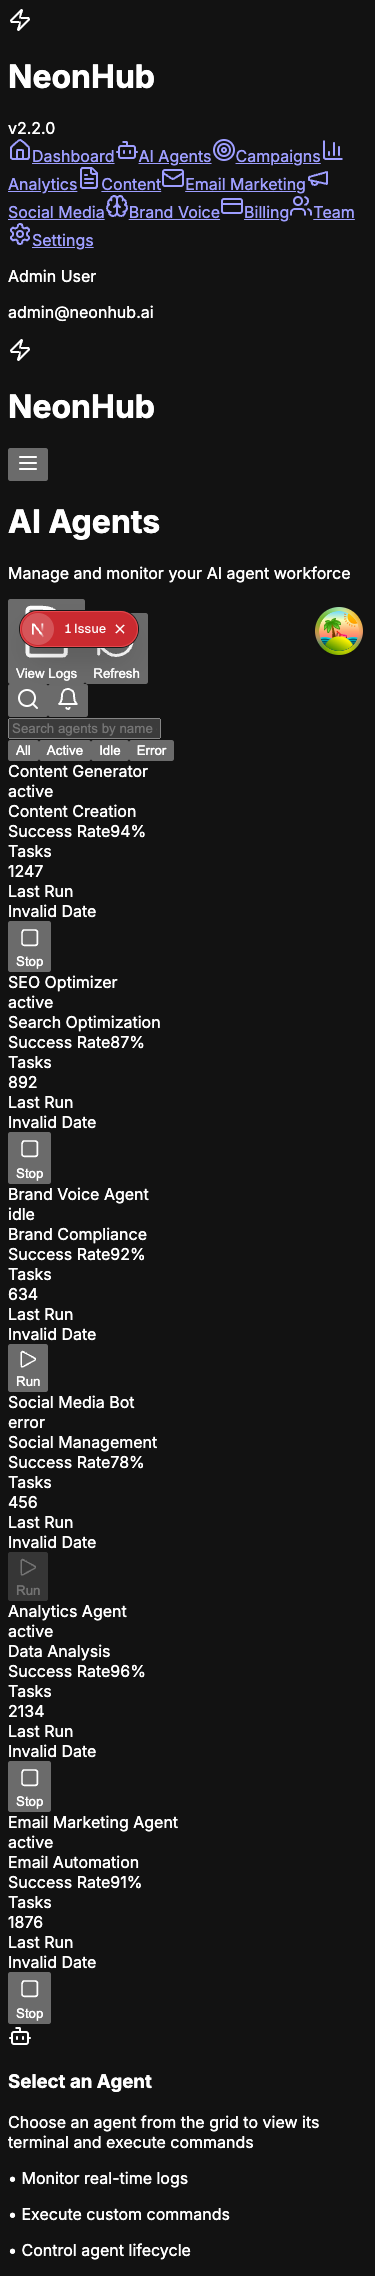 NeonHub
v2.2.0
Dashboard AI Agents Campaigns
Analytics Content Email Marketing
Social Media Brand Voice Billing Team
Settings
Admin User
admin@neonhub.ai
NeonHub
AI Agents
Manage and monitor your AI agent workforce
N 1 Issue
View Logs Refresh
Search agents by name
All Active Idle Error
Content Generator
active
Content Creation
Success Rate94%
Tasks
1247
Last Run
Invalid Date
Stop
SEO Optimizer
active
Search Optimization
Success Rate87%
Tasks
892
Last Run
Invalid Date
Stop
Brand Voice Agent
idle
Brand Compliance
Success Rate92%
Tasks
634
Last Run
Invalid Date
Run
Social Media Bot
error
Social Management
Success Rate78%
Tasks
456
Last Run
Invalid Date
Run
Analytics Agent
active
Data Analysis
Success Rate96%
Tasks
2134
Last Run
Invalid Date
Stop
Email Marketing Agent
active
Email Automation
Success Rate91%
Tasks
1876
Last Run
Invalid Date
Stop
Select an Agent
Choose an agent from the grid to view its
terminal and execute commands
• Monitor real-time logs
• Execute custom commands
• Control agent lifecycle